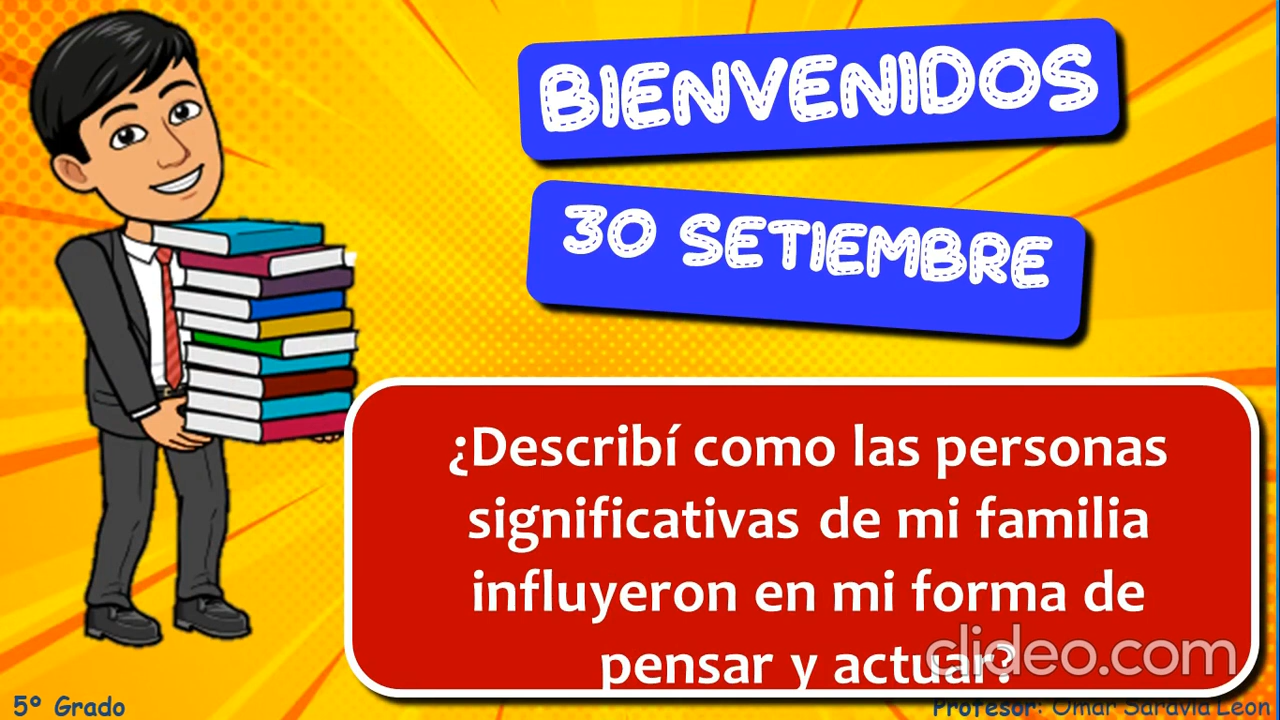 BIENVENIDOS
30 SETIEMBRE
¿Describí como las personas
significativas de mi familia
influyeron en mi forma de
pensar y actuar?
clideo.com
5º Grado
Profesor: Omar Saravia Leon